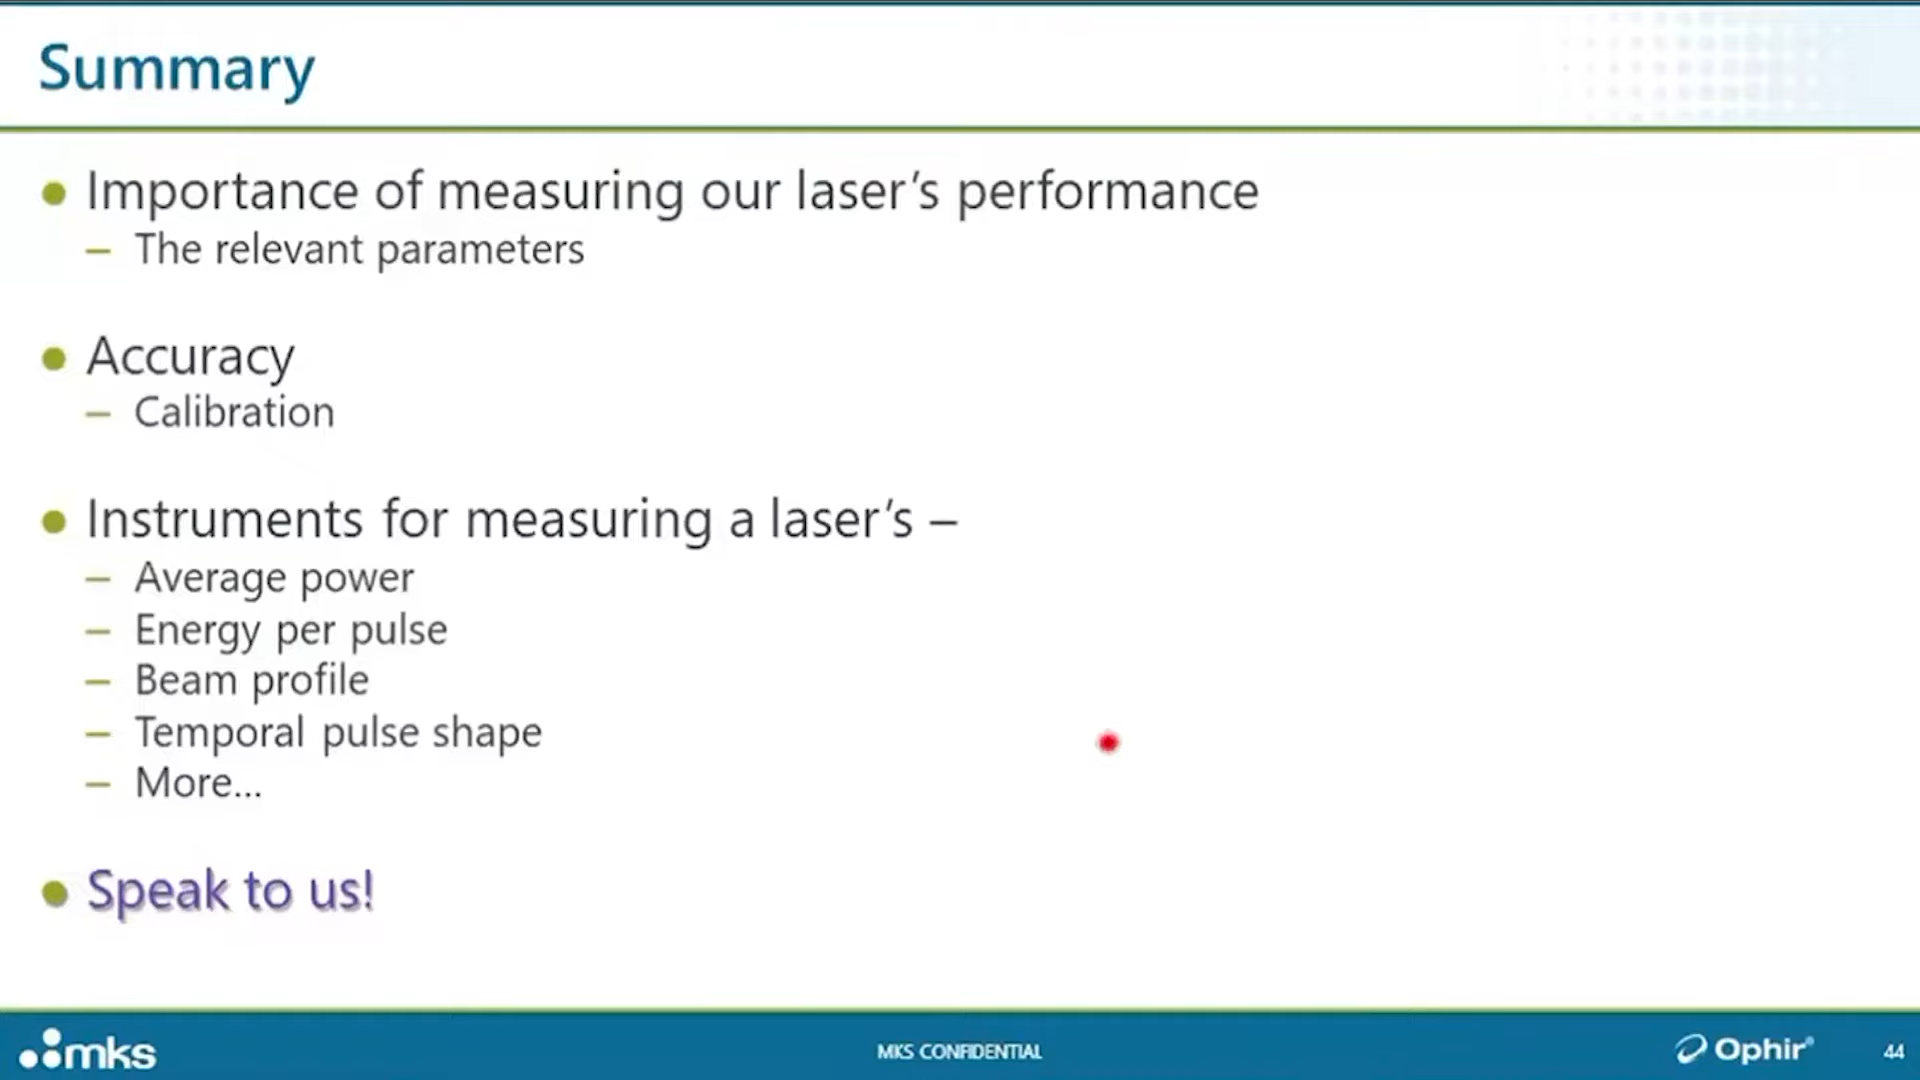 Summary
Importance of measuring our laser’s performance
– The relevant parameters
Accuracy
– Calibration
Instruments for measuring a laser’s –
– Average power
– Energy per pulse
– Beam profile
– Temporal pulse shape
– More...
Speak to us!
mks
MKS CONFIDENTIAL
Ophir®
44